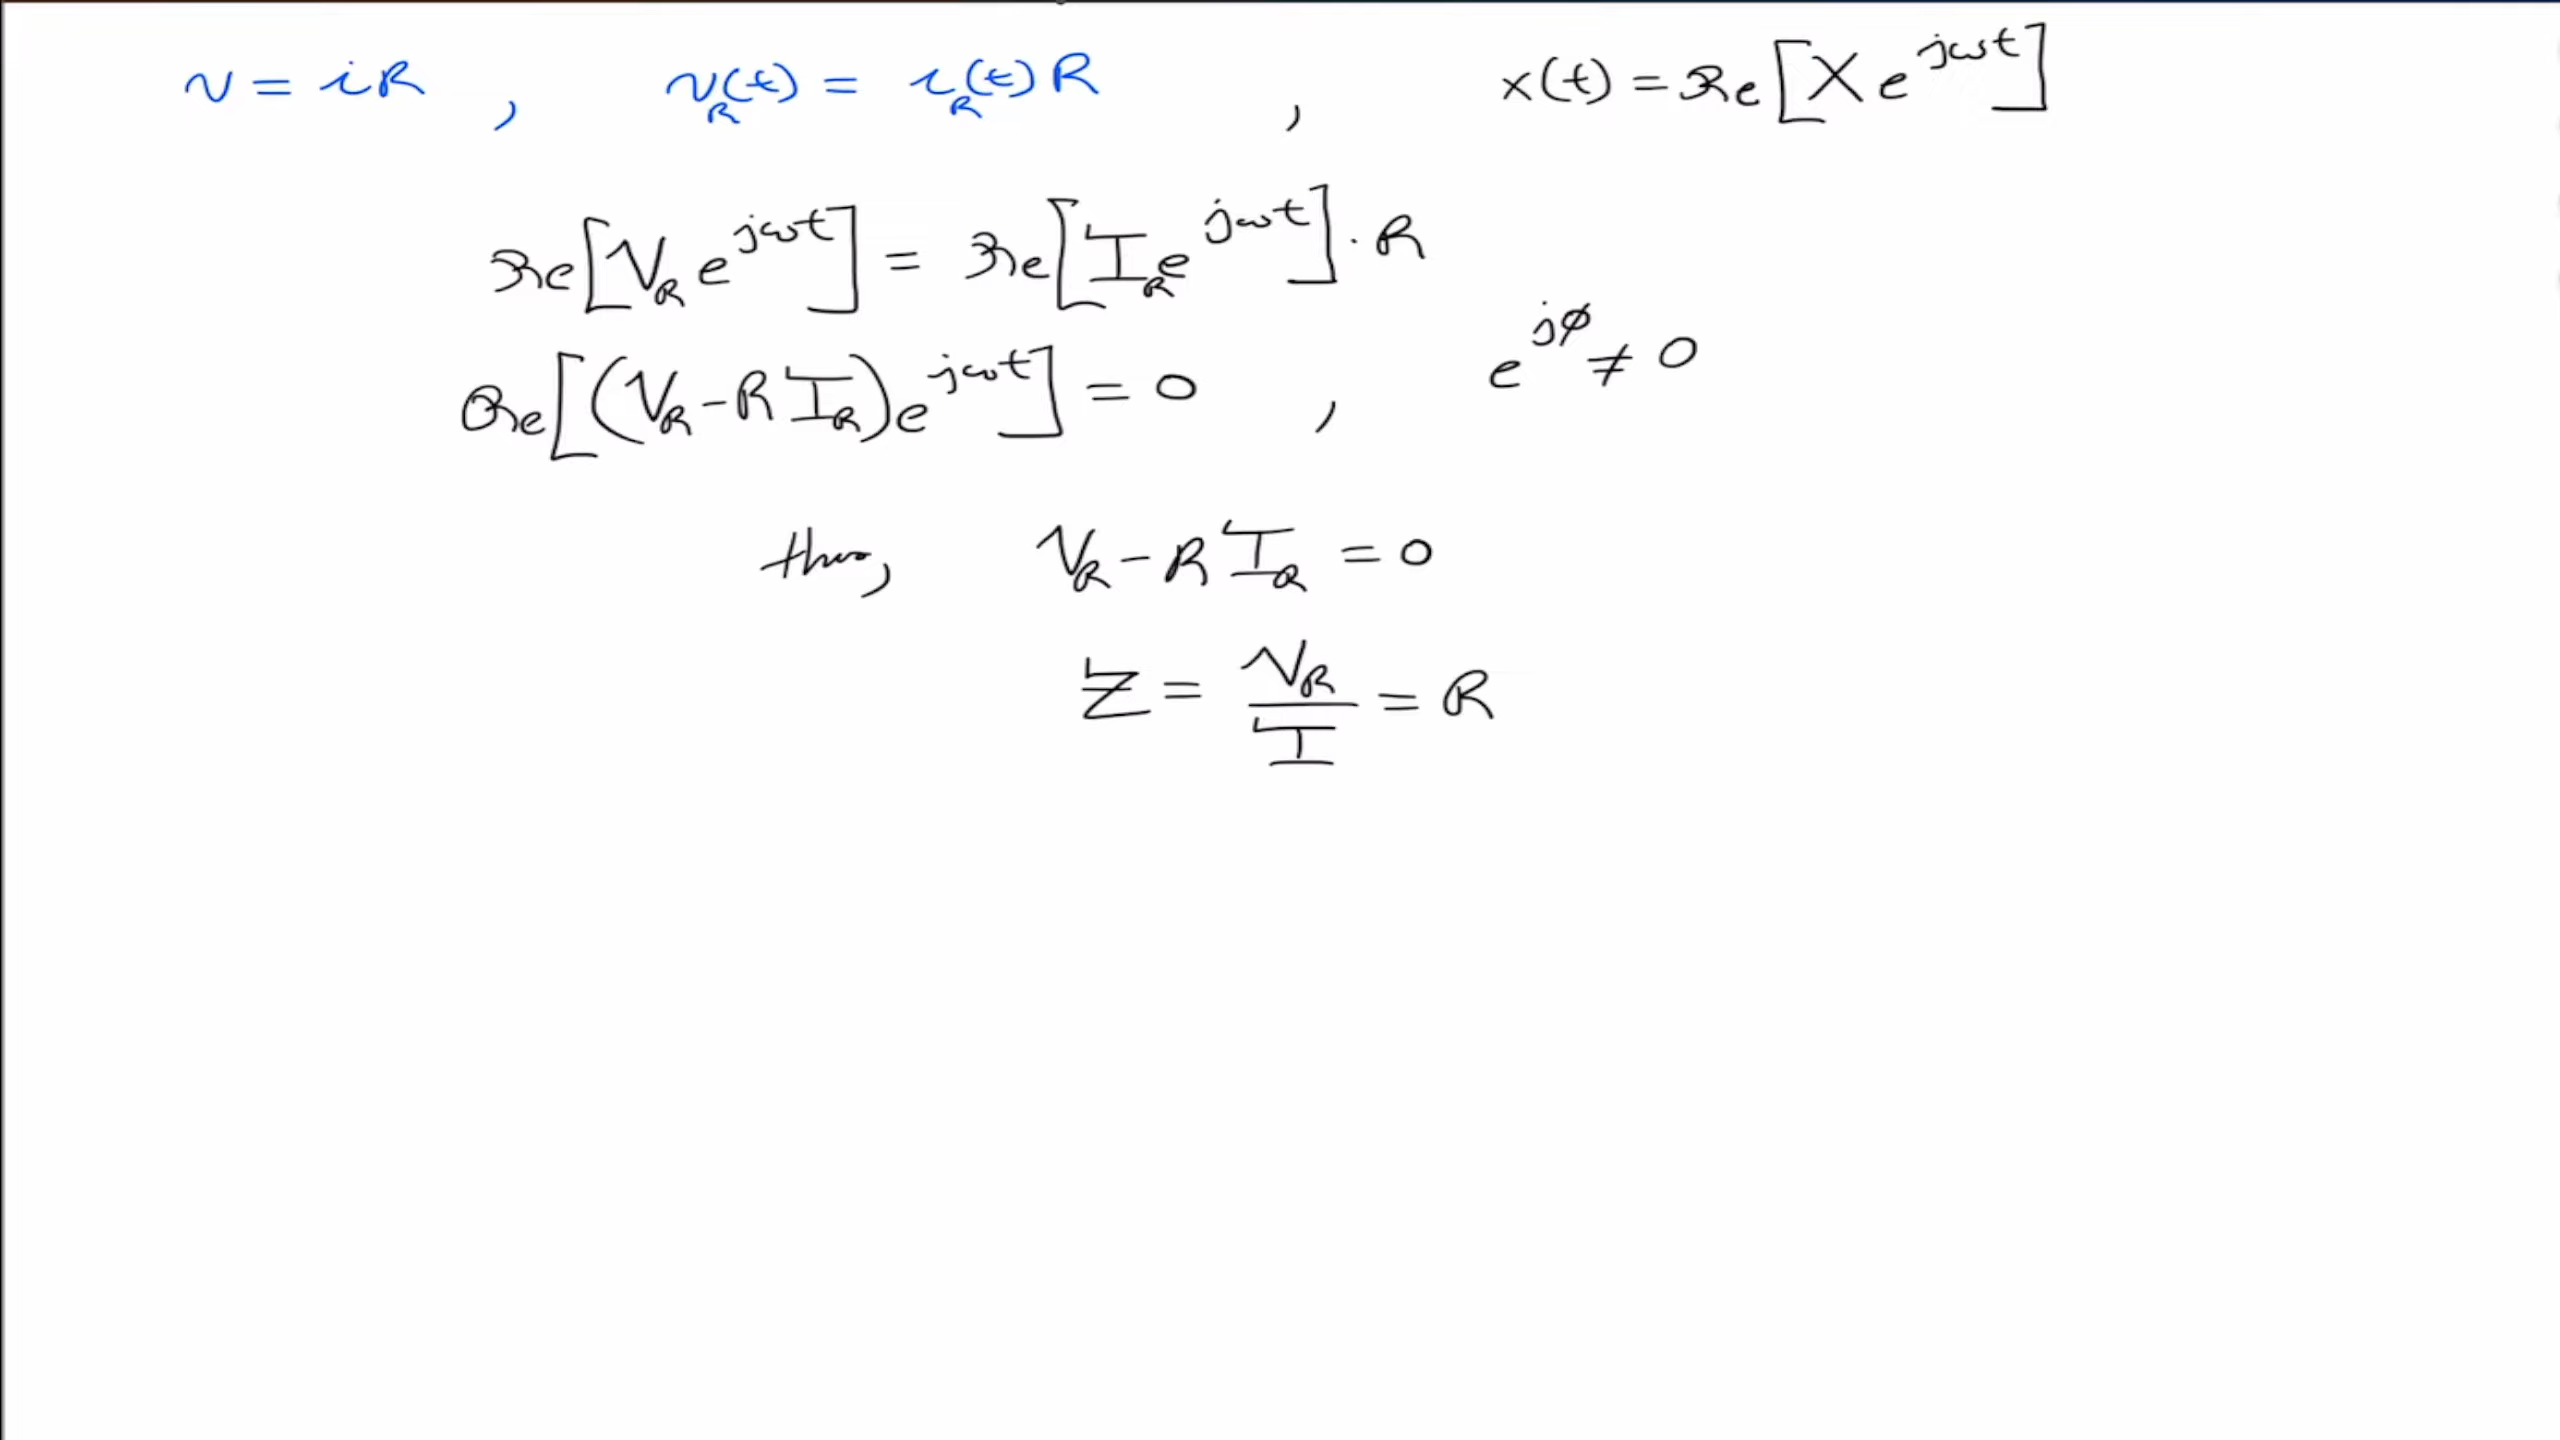 v = iR , v_R(t) = i_R(t) R , x(t) = Re[X e^{jωt}]
Re[V_R e^{jωt}] = Re[I_R e^{jωt}] · R
Re[(V_R - R I_R) e^{jωt}] = 0 , e^{jφ} ≠ 0
thus, V_R - R I_R = 0
Z = V_R / I = R